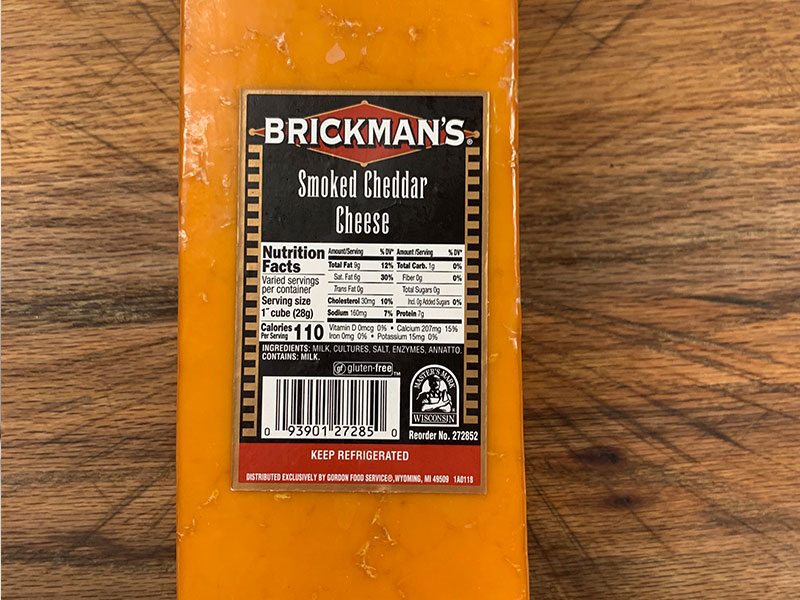 BRICKMAN'S®
Smoked Cheddar
Cheese
Nutrition
Facts
Varied servings
per container
Serving size
1" cube (28g)
Calories 110
Per Serving
Amount/Serving % DV* Amount/Serving % DV*
Total Fat 9g 12% Total Carb. 1g 0%
Sat. Fat 6g 30% Fiber 0g 0%
Trans Fat 0g Total Sugars 0g
Cholesterol 30mg 10% Incl. 0g Added Sugars 0%
Sodium 160mg 7% Protein 7g
Vitamin D 0mcg 0% • Calcium 207mg 15%
Iron 0mg 0% • Potassium 15mg 0%
INGREDIENTS: MILK, CULTURES, SALT, ENZYMES, ANNATTO.
CONTAINS: MILK.
gf gluten-free™
0 93901 27285 0
MASTER'S MARK
WISCONSIN
Reorder No. 272852
KEEP REFRIGERATED
DISTRIBUTED EXCLUSIVELY BY GORDON FOOD SERVICE®, WYOMING, MI 49509 1A0118